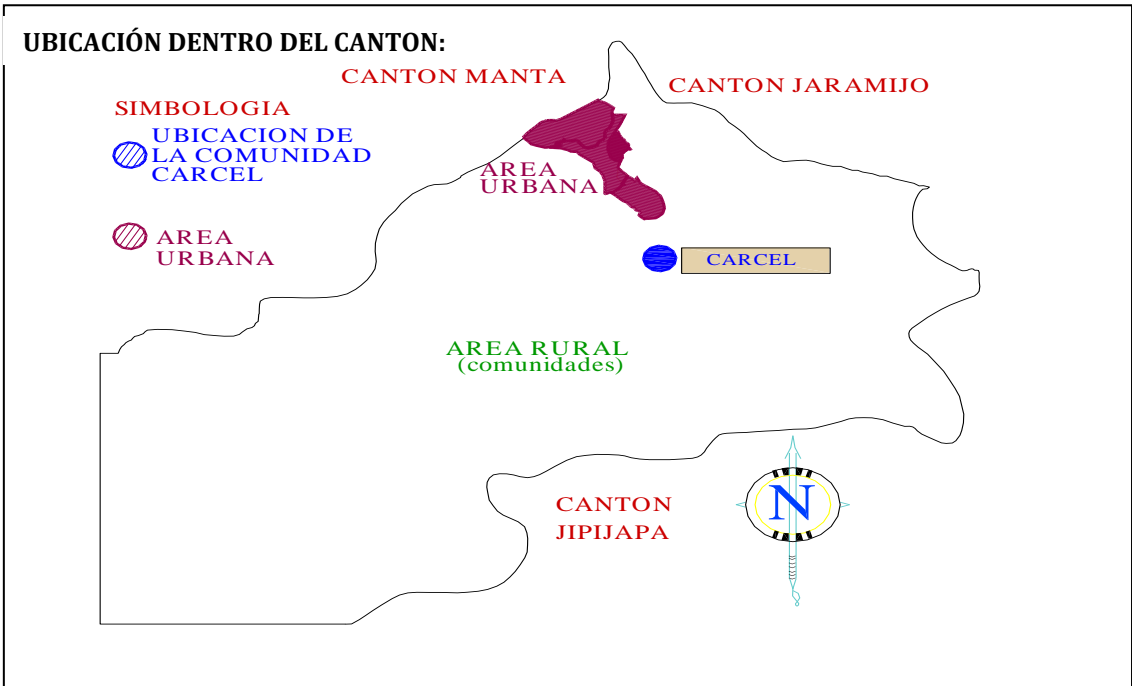 UBICACIÓN DENTRO DEL CANTON:
CANTON MANTA
CANTON JARAMIJO
SIMBOLOGIA
UBICACION DE
LA COMUNIDAD
CARCEL
AREA
URBANA
AREA
URBANA
CARCEL
AREA RURAL
(comunidades)
CANTON
JIPIJAPA
N